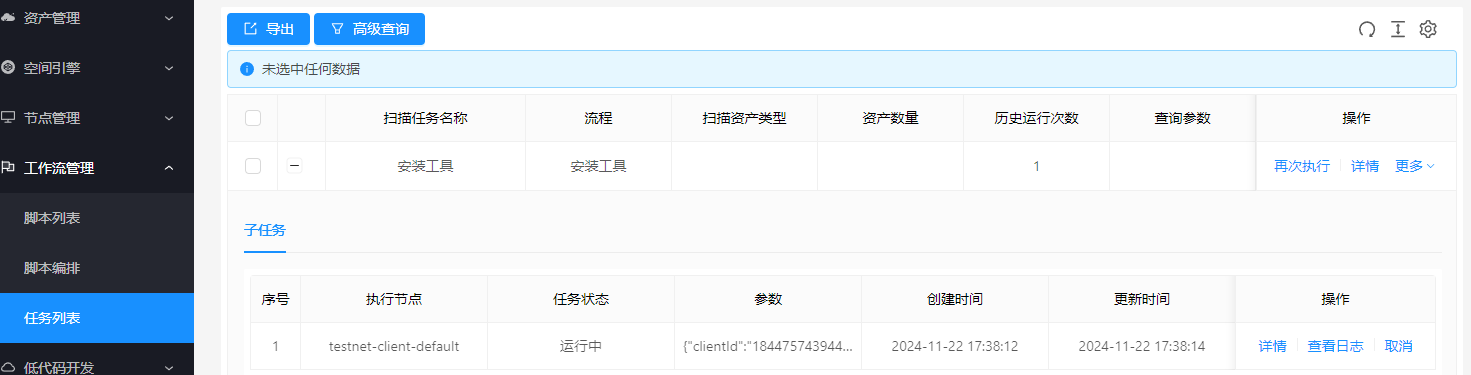 资产管理
空间引擎
节点管理
工作流管理
脚本列表
脚本编排
任务列表
低代码开发
导出 高级查询
未选中任何数据
扫描任务名称 流程 扫描资产类型 资产数量 历史运行次数 查询参数 操作
安装工具 安装工具 1 再次执行 详情 更多
子任务
序号 执行节点 任务状态 参数 创建时间 更新时间 操作
1 testnet-client-default 运行中 {"clientId":"184475743944... 2024-11-22 17:38:12 2024-11-22 17:38:14 详情 查看日志 取消